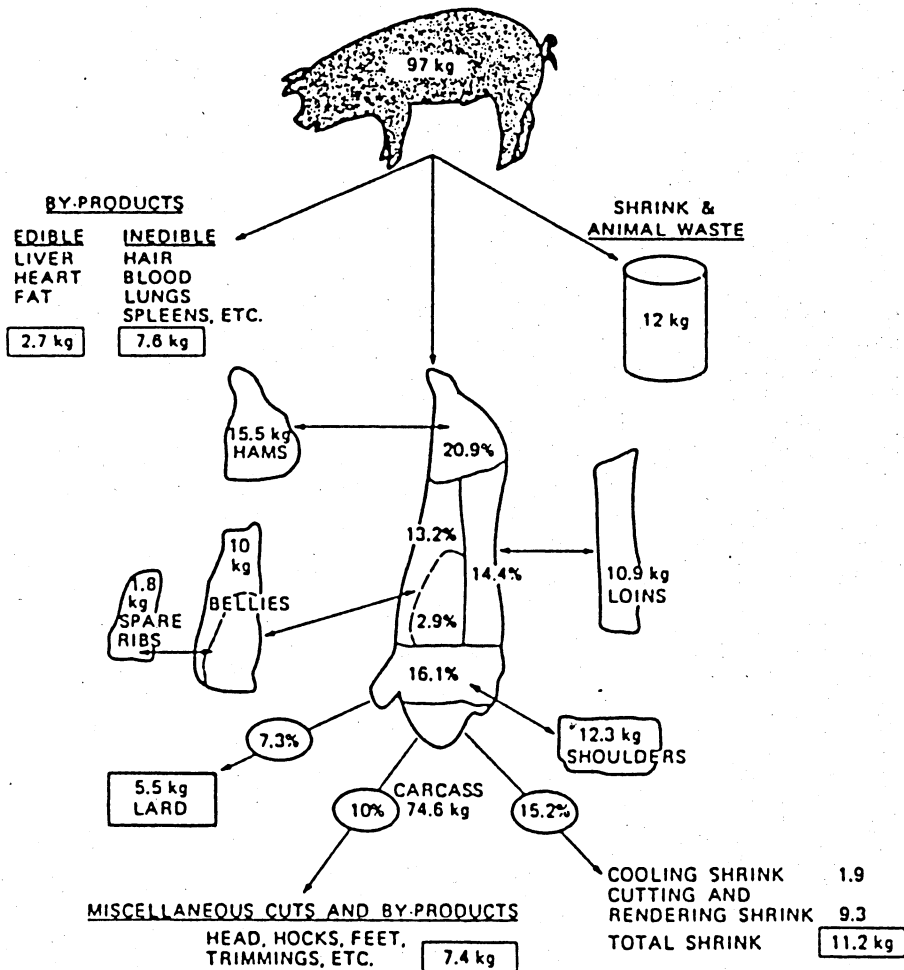 97 kg
BY-PRODUCTS
EDIBLE INEDIBLE
LIVER HAIR
HEART BLOOD
FAT LUNGS
SPLEENS, ETC.
2.7 kg 7.6 kg
SHRINK &
ANIMAL WASTE
12 kg
15.5 kg
HAMS
20.9%
13.2%
14.4%
2.9%
16.1%
10
kg
BELLIES
1.8
kg
SPARE
RIBS
10.9 kg
LOINS
12.3 kg
SHOULDERS
7.3%
5.5 kg
LARD
CARCASS
74.6 kg
10%
15.2%
MISCELLANEOUS CUTS AND BY-PRODUCTS
HEAD, HOCKS, FEET,
TRIMMINGS, ETC. 7.4 kg
COOLING SHRINK 1.9
CUTTING AND
RENDERING SHRINK 9.3
TOTAL SHRINK 11.2 kg